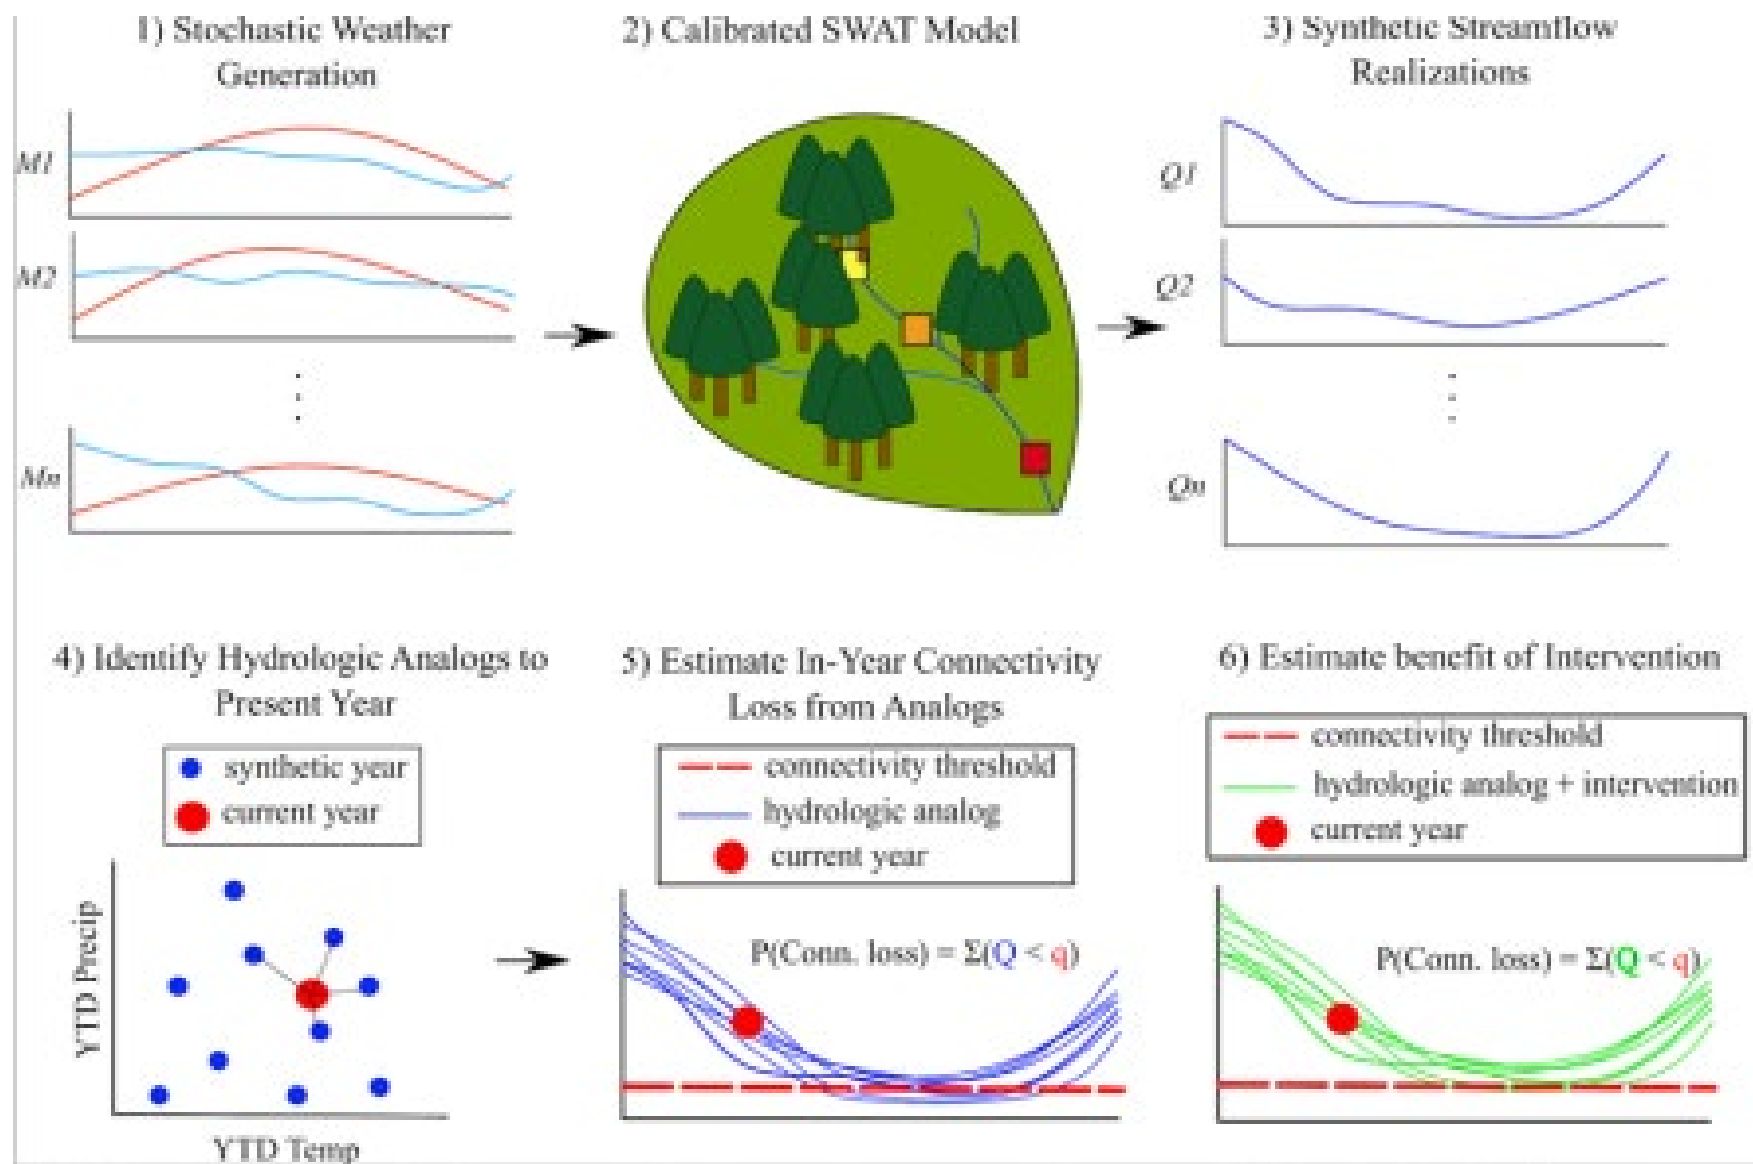 1) Stochastic Weather
Generation
2) Calibrated SWAT Model
3) Synthetic Streamflow
Realizations
M1
M2
Mn
Q1
Q2
Qn
4) Identify Hydrologic Analogs to
Present Year
synthetic year
current year
YTD Precip
YTD Temp
5) Estimate In-Year Connectivity
Loss from Analogs
connectivity threshold
hydrologic analog
current year
P(Conn. loss) = Σ(Q < q)
6) Estimate benefit of Intervention
connectivity threshold
hydrologic analog + intervention
current year
P(Conn. loss) = Σ(Q < q)